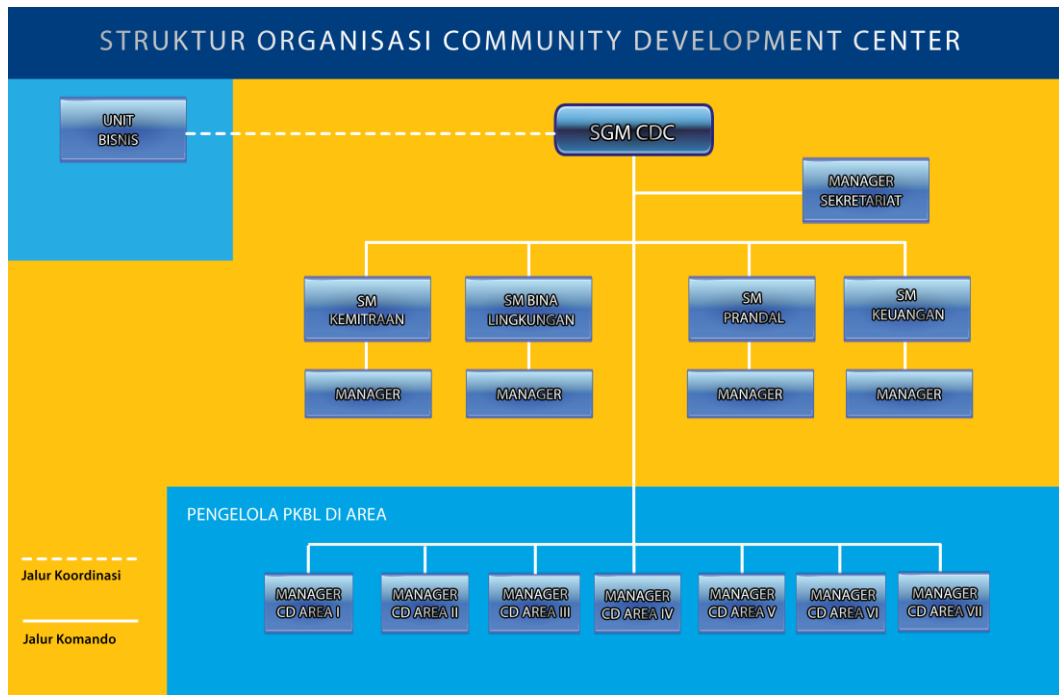 STRUKTUR ORGANISASI COMMUNITY DEVELOPMENT CENTER
UNIT
BISNIS
SGM CDC
MANAGER
SEKRETARIAT
SM
KEMITRAAN
SM BINA
LINGKUNGAN
SM
PRANDAL
SM
KEUANGAN
MANAGER
MANAGER
MANAGER
MANAGER
PENGELOLA PKBL DI AREA
MANAGER
CD AREA I
MANAGER
CD AREA II
MANAGER
CD AREA III
MANAGER
CD AREA IV
MANAGER
CD AREA V
MANAGER
CD AREA VI
MANAGER
CD AREA VII
Jalur Koordinasi
Jalur Komando